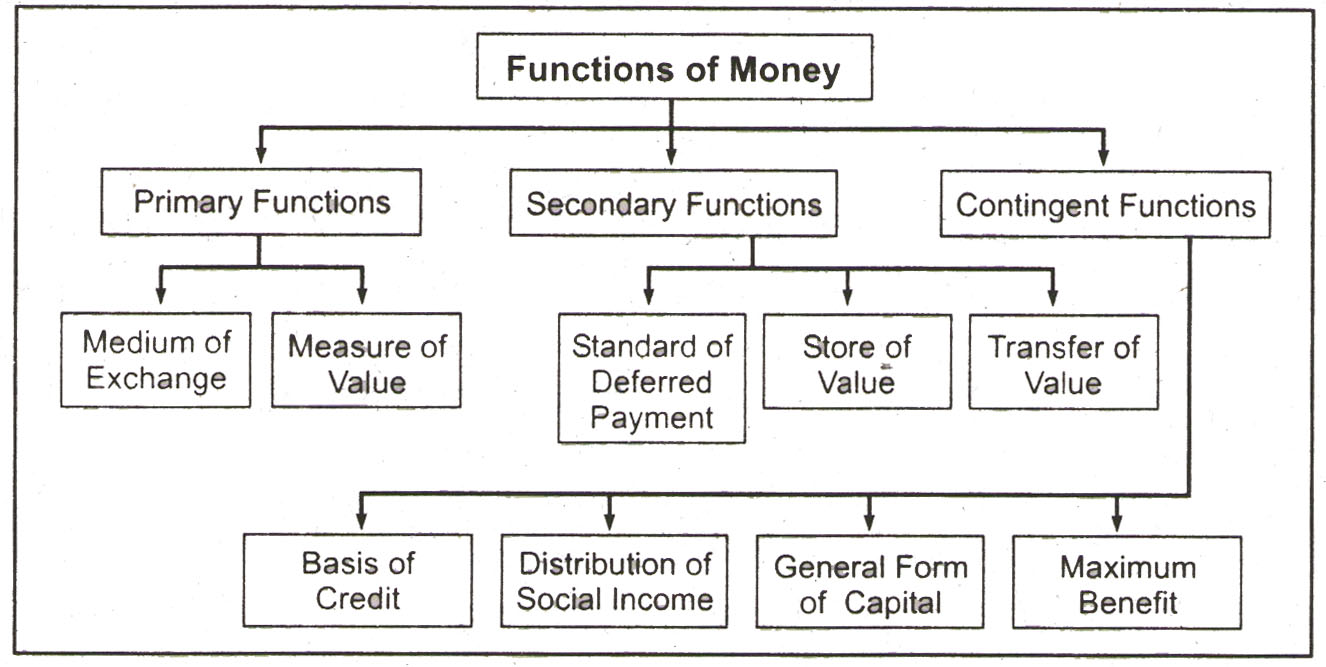 Functions of Money
Primary Functions
Secondary Functions
Contingent Functions
Medium of
Exchange
Measure of
Value
Standard of
Deferred
Payment
Store of
Value
Transfer of
Value
Basis of
Credit
Distribution of
Social Income
General Form
of Capital
Maximum
Benefit